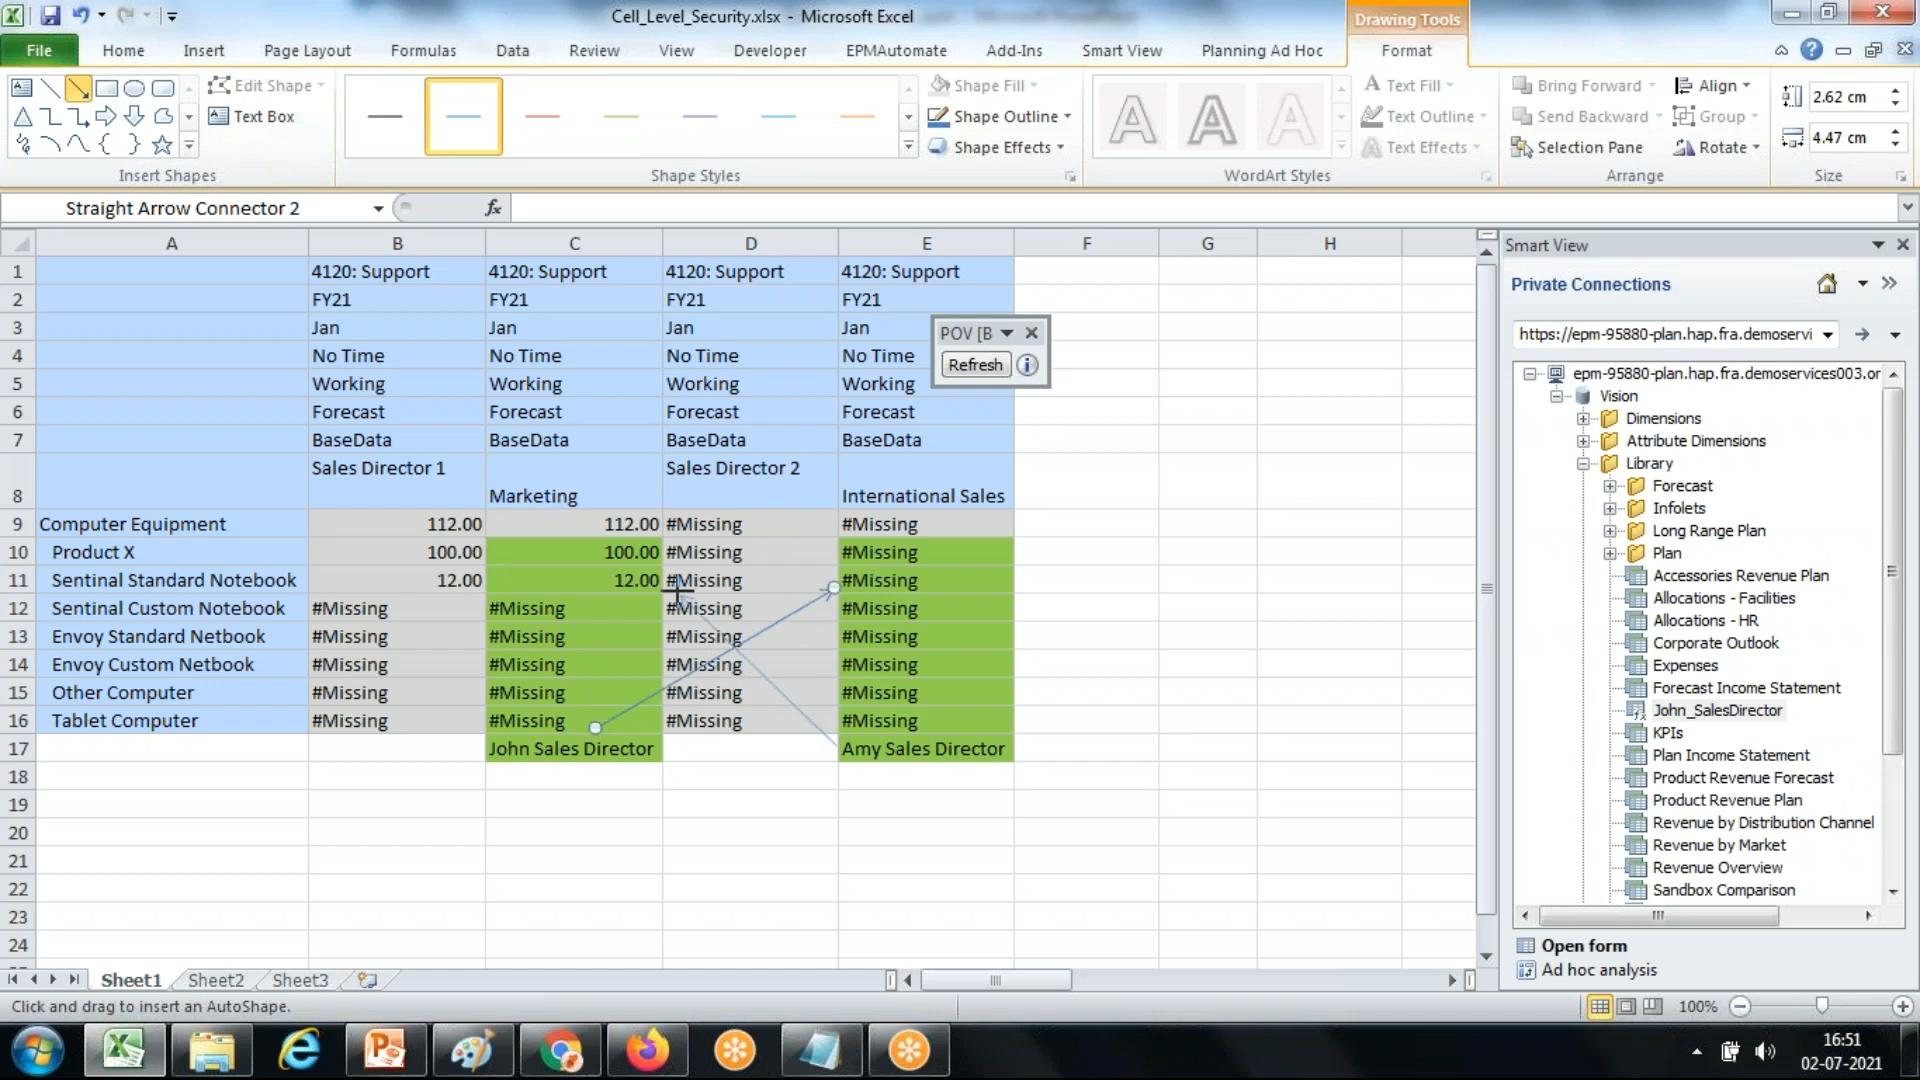 Cell_Level_Security.xlsx - Microsoft Excel
Drawing Tools
File Home Insert Page Layout Formulas Data Review View Developer EPMAutomate Add-Ins Smart View Planning Ad Hoc Format
Edit Shape
Text Box
Insert Shapes
Shape Fill
Shape Outline
Shape Effects
Shape Styles
Text Fill
Text Outline
Text Effects
WordArt Styles
Bring Forward
Send Backward
Selection Pane
Align
Group
Rotate
Arrange
2.62 cm
4.47 cm
Size
Straight Arrow Connector 2
fx
A B C D E F G H
1 4120: Support 4120: Support 4120: Support 4120: Support
2 FY21 FY21 FY21 FY21
3 Jan Jan Jan Jan
4 No Time No Time No Time No Time
5 Working Working Working Working
6 Forecast Forecast Forecast Forecast
7 BaseData BaseData BaseData BaseData
8 Sales Director 1 Marketing Sales Director 2 International Sales
9 Computer Equipment 112.00 112.00 #Missing #Missing
10 Product X 100.00 100.00 #Missing #Missing
11 Sentinal Standard Notebook 12.00 12.00 #Missing #Missing
12 Sentinal Custom Notebook #Missing #Missing #Missing #Missing
13 Envoy Standard Netbook #Missing #Missing #Missing #Missing
14 Envoy Custom Netbook #Missing #Missing #Missing #Missing
15 Other Computer #Missing #Missing #Missing #Missing
16 Tablet Computer #Missing #Missing #Missing #Missing
17 John Sales Director Amy Sales Director
18
19
20
21
22
23
24
POV [B
Refresh
Smart View
Private Connections
https://epm-95880-plan.hap.fra.demoservi
epm-95880-plan.hap.fra.demoservices003.or
Vision
Dimensions
Attribute Dimensions
Library
Forecast
Infolets
Long Range Plan
Plan
Accessories Revenue Plan
Allocations - Facilities
Allocations - HR
Corporate Outlook
Expenses
Forecast Income Statement
John_SalesDirector
KPIs
Plan Income Statement
Product Revenue Forecast
Product Revenue Plan
Revenue by Distribution Channel
Revenue by Market
Revenue Overview
Sandbox Comparison
Open form
Ad hoc analysis
Sheet1 Sheet2 Sheet3
Click and drag to insert an AutoShape.
100%
16:51
02-07-2021